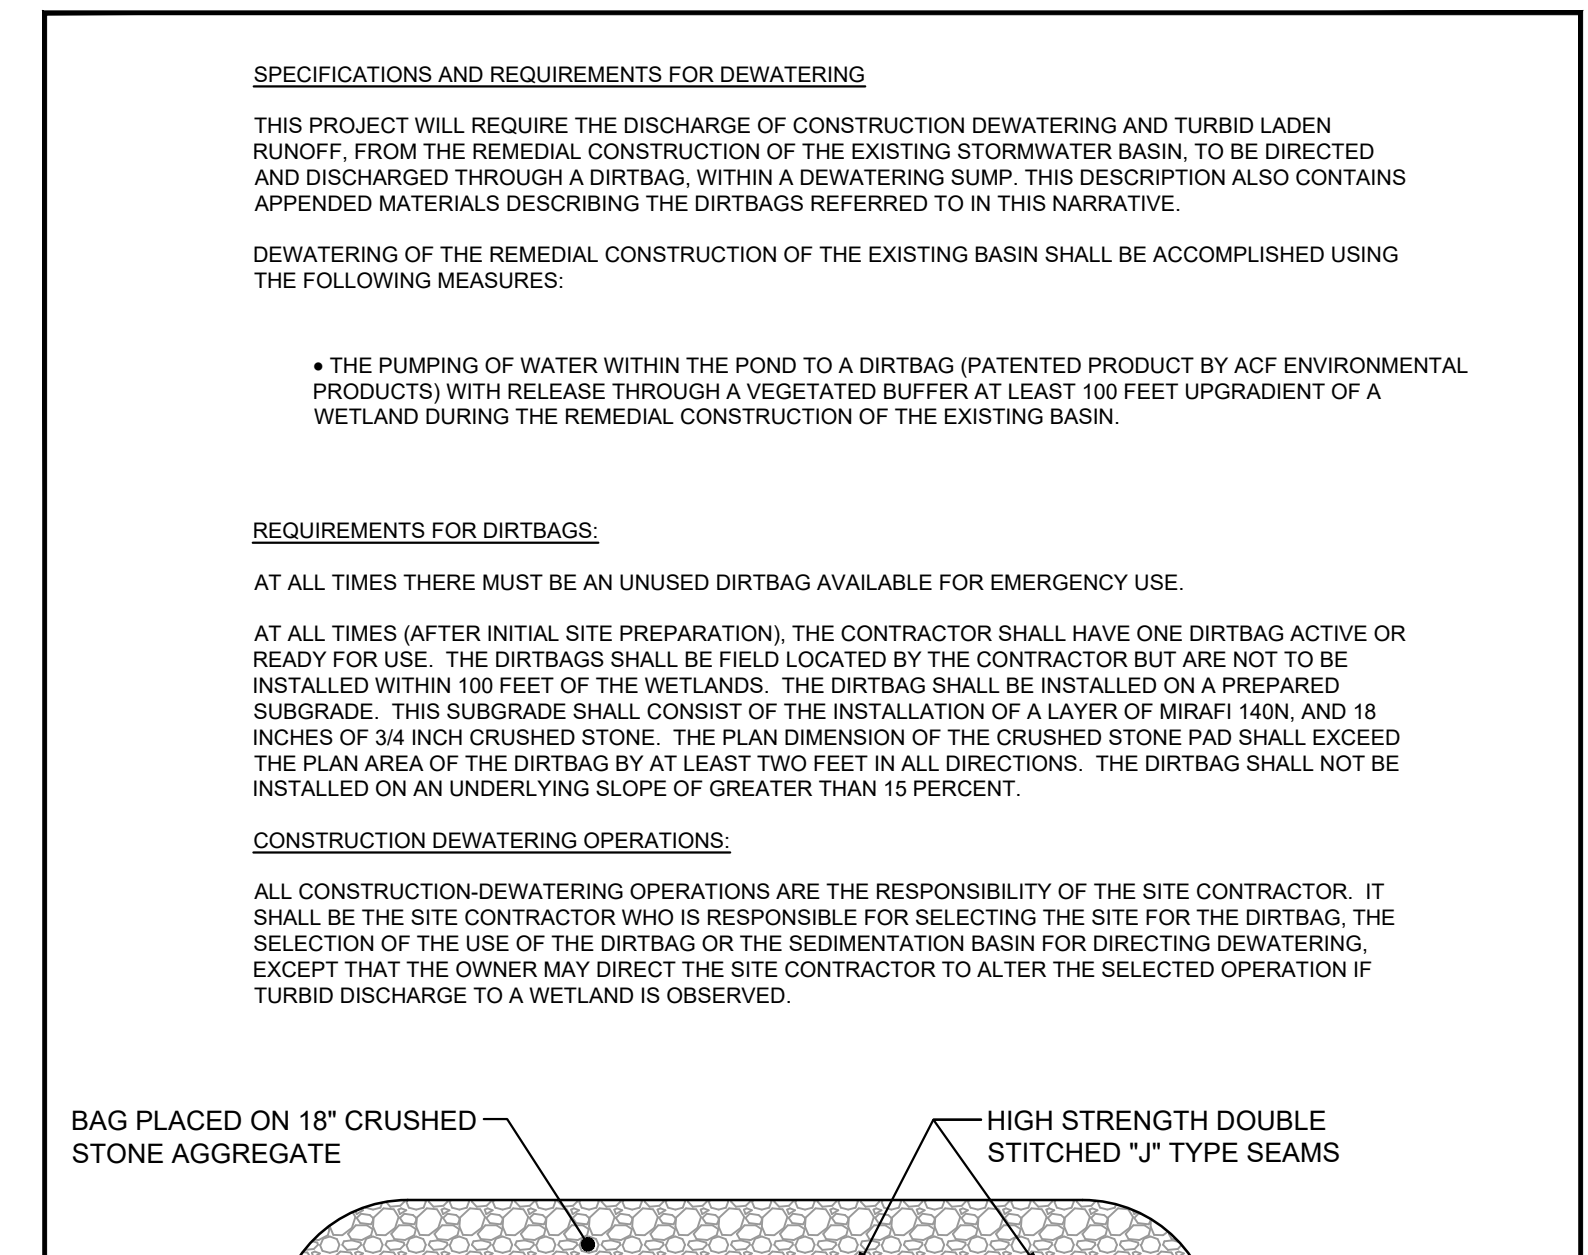 SPECIFICATIONS AND REQUIREMENTS FOR DEWATERING
THIS PROJECT WILL REQUIRE THE DISCHARGE OF CONSTRUCTION DEWATERING AND TURBID LADEN
RUNOFF, FROM THE REMEDIAL CONSTRUCTION OF THE EXISTING STORMWATER BASIN, TO BE DIRECTED
AND DISCHARGED THROUGH A DIRTBAG, WITHIN A DEWATERING SUMP. THIS DESCRIPTION ALSO CONTAINS
APPENDED MATERIALS DESCRIBING THE DIRTBAGS REFERRED TO IN THIS NARRATIVE.
DEWATERING OF THE REMEDIAL CONSTRUCTION OF THE EXISTING BASIN SHALL BE ACCOMPLISHED USING
THE FOLLOWING MEASURES:
• THE PUMPING OF WATER WITHIN THE POND TO A DIRTBAG (PATENTED PRODUCT BY ACF ENVIRONMENTAL
PRODUCTS) WITH RELEASE THROUGH A VEGETATED BUFFER AT LEAST 100 FEET UPGRADIENT OF A
WETLAND DURING THE REMEDIAL CONSTRUCTION OF THE EXISTING BASIN.
REQUIREMENTS FOR DIRTBAGS:
AT ALL TIMES THERE MUST BE AN UNUSED DIRTBAG AVAILABLE FOR EMERGENCY USE.
AT ALL TIMES (AFTER INITIAL SITE PREPARATION), THE CONTRACTOR SHALL HAVE ONE DIRTBAG ACTIVE OR
READY FOR USE. THE DIRTBAGS SHALL BE FIELD LOCATED BY THE CONTRACTOR BUT ARE NOT TO BE
INSTALLED WITHIN 100 FEET OF THE WETLANDS. THE DIRTBAG SHALL BE INSTALLED ON A PREPARED
SUBGRADE. THIS SUBGRADE SHALL CONSIST OF THE INSTALLATION OF A LAYER OF MIRAFI 140N, AND 18
INCHES OF 3/4 INCH CRUSHED STONE. THE PLAN DIMENSION OF THE CRUSHED STONE PAD SHALL EXCEED
THE PLAN AREA OF THE DIRTBAG BY AT LEAST TWO FEET IN ALL DIRECTIONS. THE DIRTBAG SHALL NOT BE
INSTALLED ON AN UNDERLYING SLOPE OF GREATER THAN 15 PERCENT.
CONSTRUCTION DEWATERING OPERATIONS:
ALL CONSTRUCTION-DEWATERING OPERATIONS ARE THE RESPONSIBILITY OF THE SITE CONTRACTOR. IT
SHALL BE THE SITE CONTRACTOR WHO IS RESPONSIBLE FOR SELECTING THE SITE FOR THE DIRTBAG, THE
SELECTION OF THE USE OF THE DIRTBAG OR THE SEDIMENTATION BASIN FOR DIRECTING DEWATERING,
EXCEPT THAT THE OWNER MAY DIRECT THE SITE CONTRACTOR TO ALTER THE SELECTED OPERATION IF
TURBID DISCHARGE TO A WETLAND IS OBSERVED.
BAG PLACED ON 18" CRUSHED
STONE AGGREGATE
HIGH STRENGTH DOUBLE
STITCHED "J" TYPE SEAMS